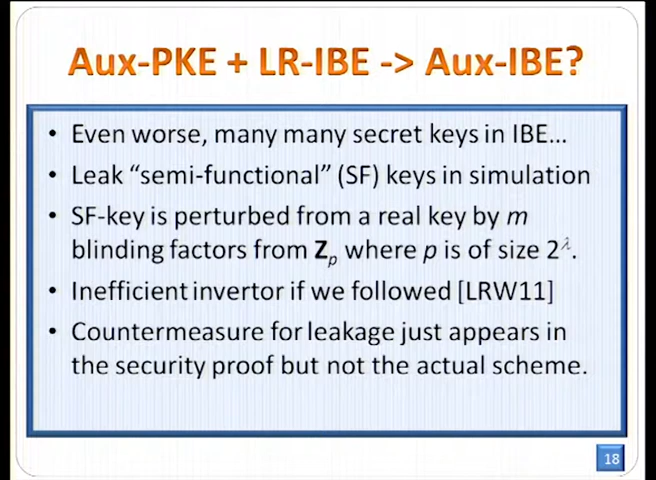 Aux-PKE + LR-IBE -> Aux-IBE?
• Even worse, many many secret keys in IBE...
• Leak “semi-functional” (SF) keys in simulation
• SF-key is perturbed from a real key by m
blinding factors from Zp where p is of size 2^λ.
• Inefficient invertor if we followed [LRW11]
• Countermeasure for leakage just appears in
the security proof but not the actual scheme.
18